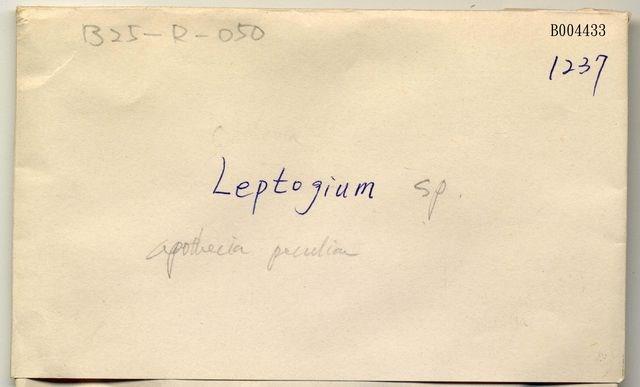 B25-R-050
B004433
1237
Leptogium sp.
apothecia peculiar